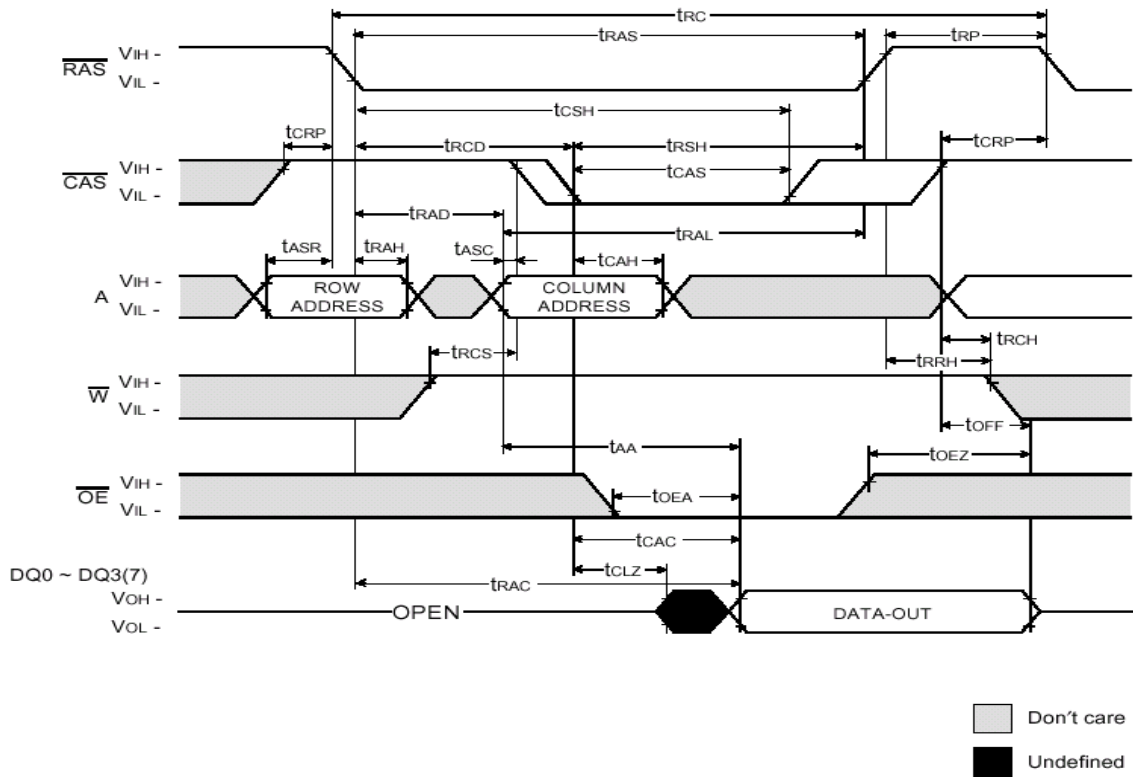 tRC
tRAS
tRP
RAS
VIH -
VIL -
tCSH
tCRP
tRCD
tRSH
tCRP
CAS
VIH -
VIL -
tCAS
tRAD
tRAL
tASR
tRAH
tASC
tCAH
A
VIH -
VIL -
ROW
ADDRESS
COLUMN
ADDRESS
tRCS
tRCH
tRRH
W
VIH -
VIL -
tOFF
tAA
tOEZ
OE
VIH -
VIL -
tOEA
tCAC
DQ0 ~ DQ3(7)
tCLZ
tRAC
VOH -
VOL -
OPEN
DATA-OUT
Don't care
Undefined